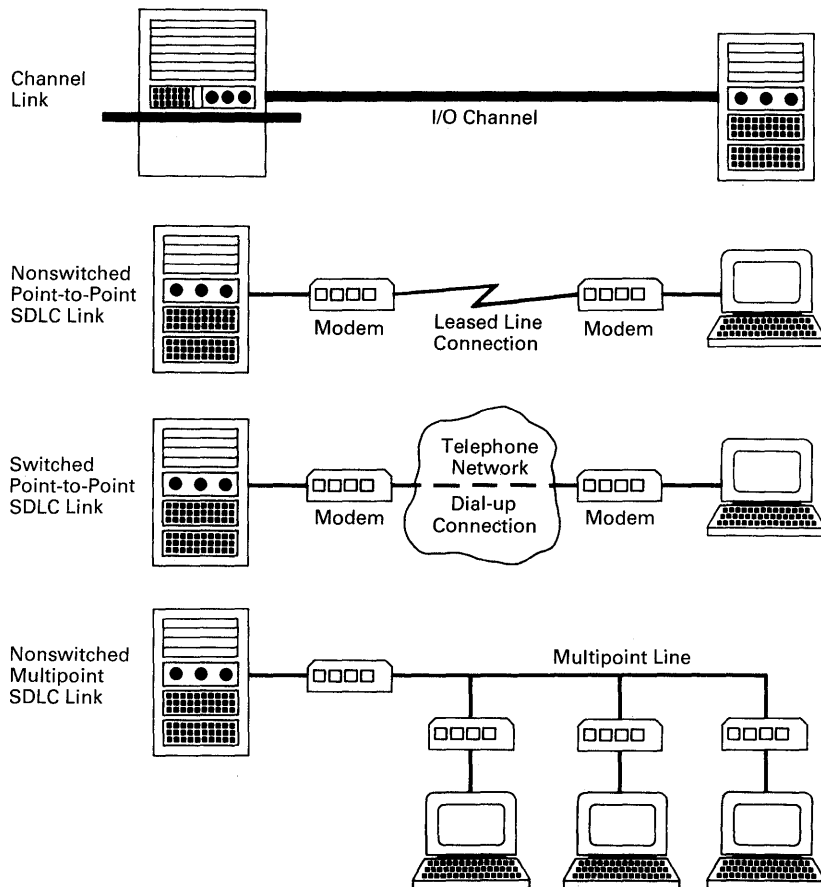 Channel
Link
I/O Channel
Nonswitched
Point-to-Point
SDLC Link
Modem
Leased Line
Connection
Modem
Switched
Point-to-Point
SDLC Link
Modem
Telephone
Network
Dial-up
Connection
Modem
Nonswitched
Multipoint
SDLC Link
Multipoint Line